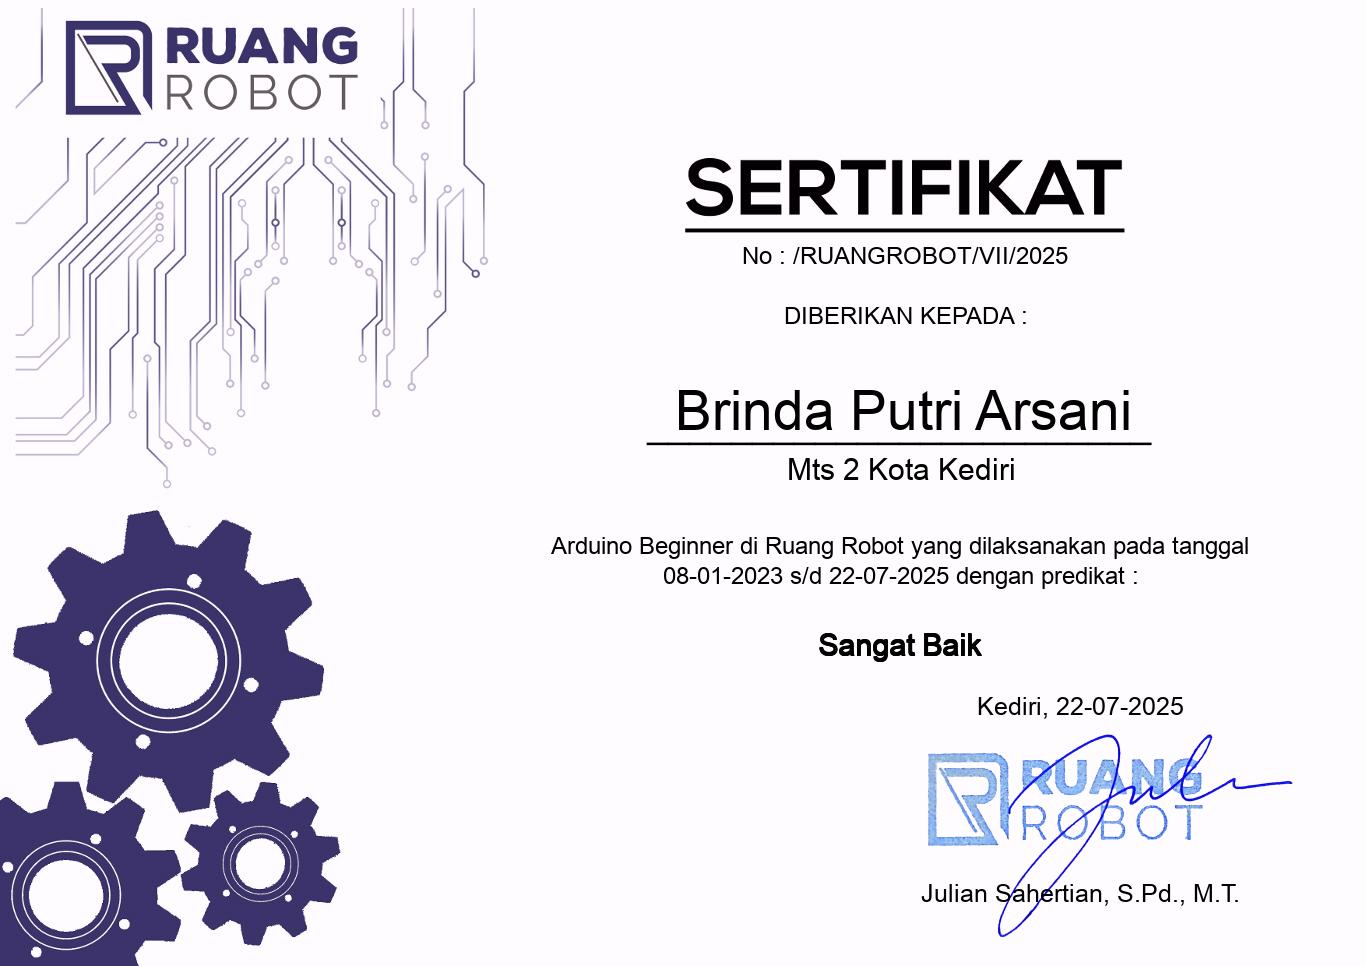 RUANG
ROBOT
SERTIFIKAT
No : /RUANGROBOT/VII/2025
DIBERIKAN KEPADA :
Brinda Putri Arsani
Mts 2 Kota Kediri
Arduino Beginner di Ruang Robot yang dilaksanakan pada tanggal
08-01-2023 s/d 22-07-2025 dengan predikat :
Sangat Baik
Kediri, 22-07-2025
RUANG
ROBOT
Julian Sahertian, S.Pd., M.T.